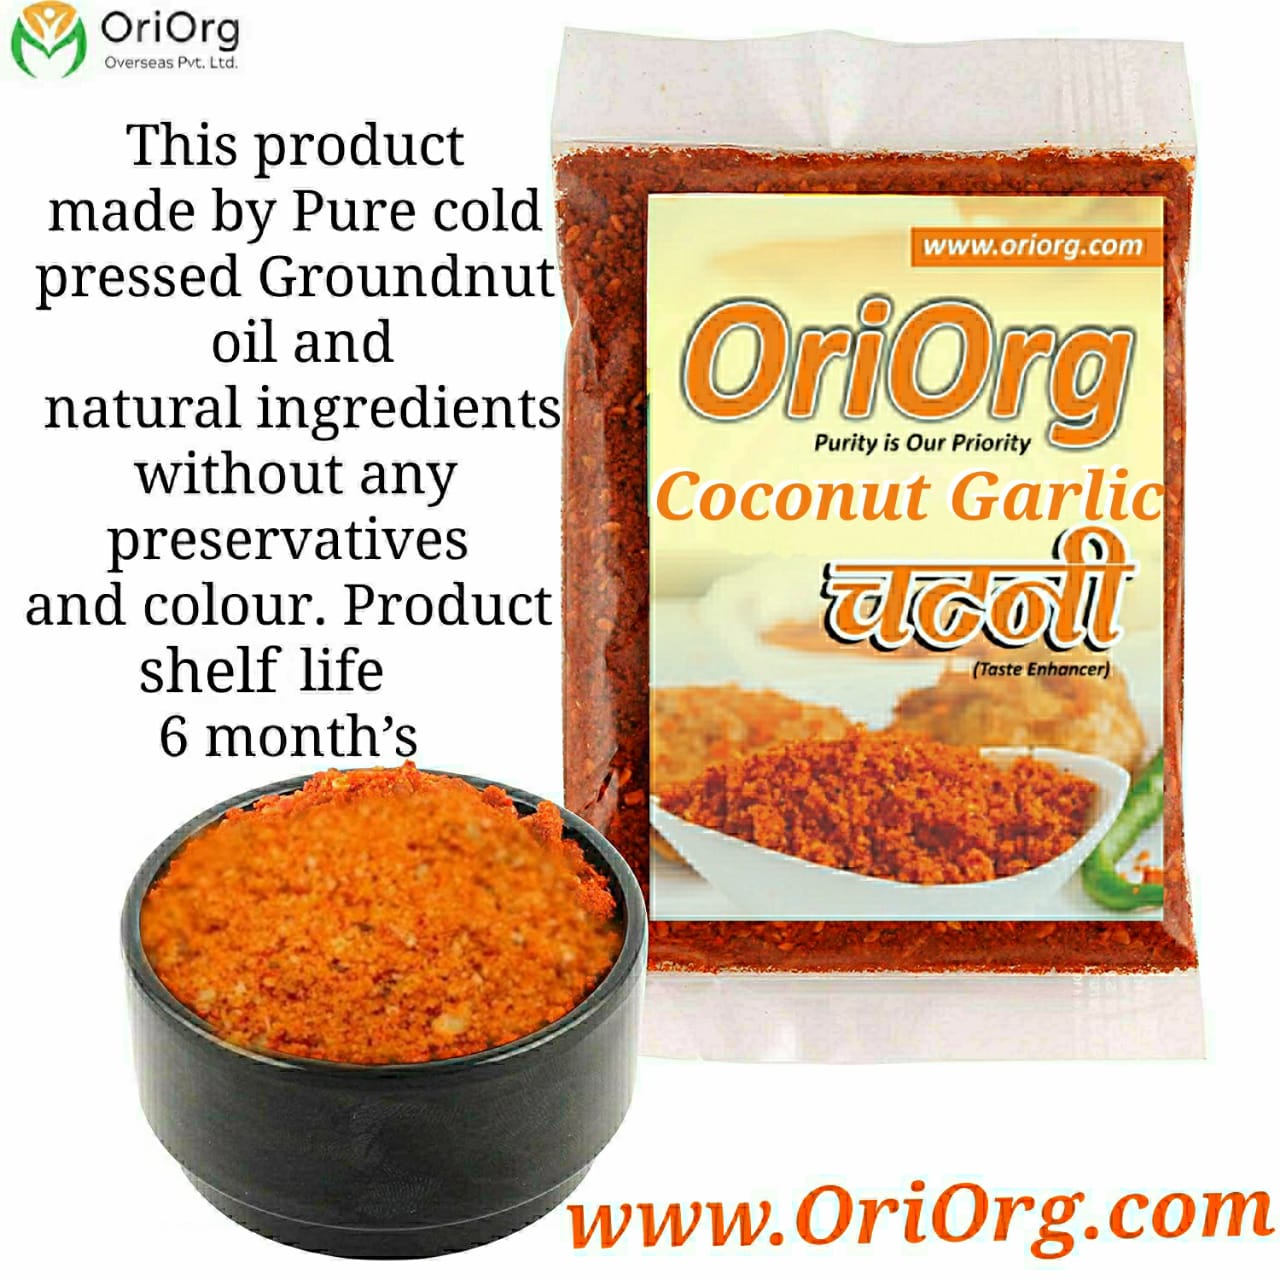 OriOrg
Overseas Pvt. Ltd.
This product
made by Pure cold
pressed Groundnut
oil and
natural ingredients
without any
preservatives
and colour. Product
shelf life
6 month’s
www.oriorg.com
OriOrg
Purity is Our Priority
Coconut Garlic
चटनी
(Taste Enhancer)
www.OriOrg.com